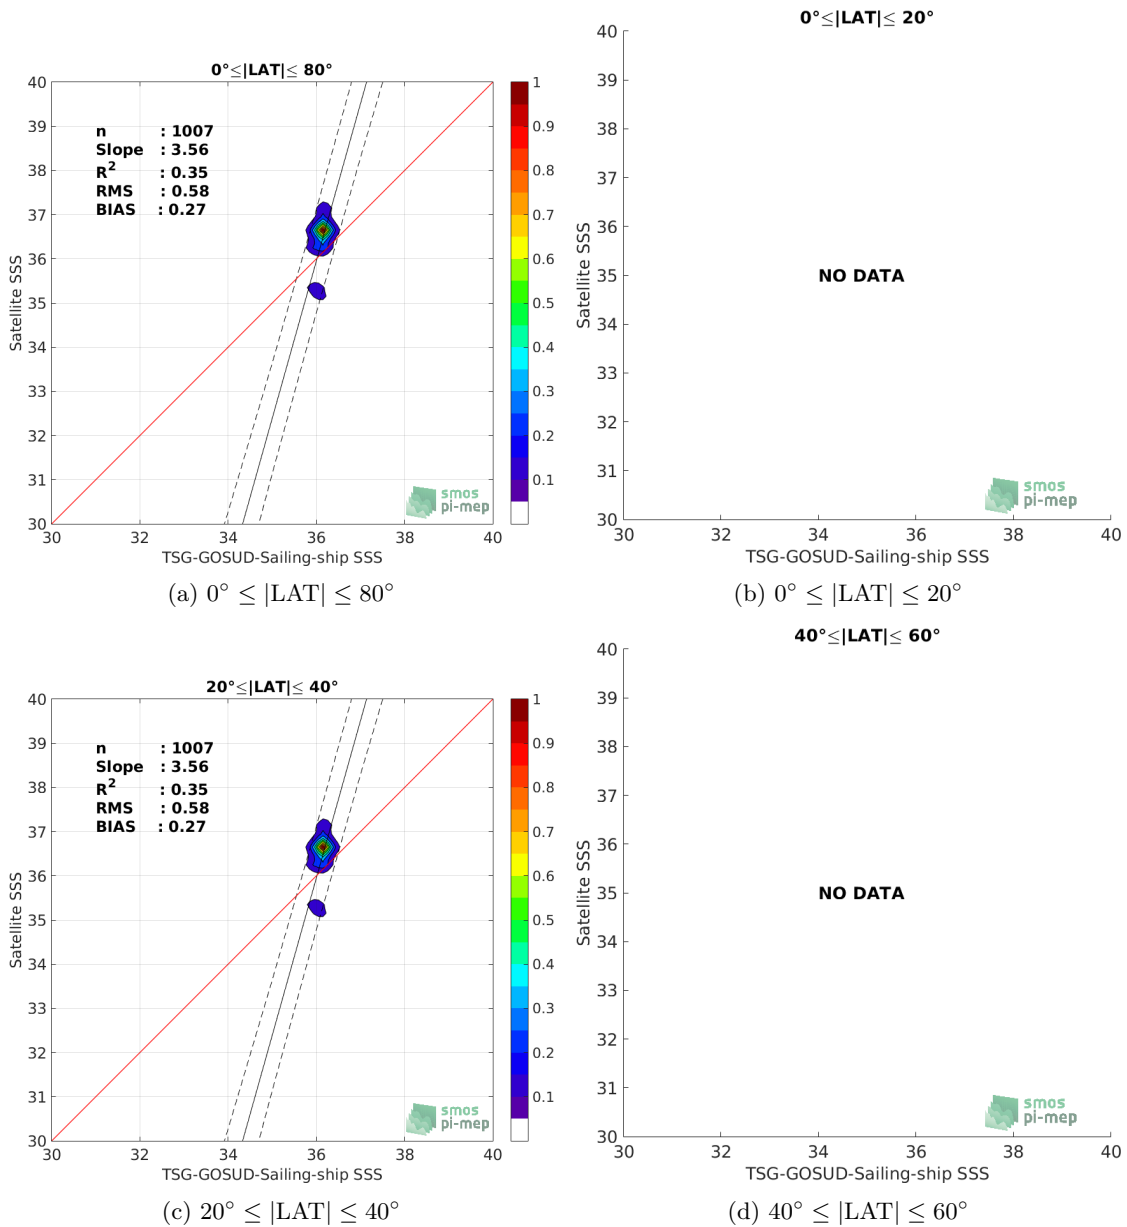 0°≤|LAT|≤ 80°
n : 1007
Slope : 3.56
R² : 0.35
RMS : 0.58
BIAS : 0.27
Satellite SSS
40
39
38
37
36
35
34
33
32
31
30
30 32 34 36 38 40
TSG-GOSUD-Sailing-ship SSS
1
0.9
0.8
0.7
0.6
0.5
0.4
0.3
0.2
0.1
smos
pi-mep
(a) 0° ≤ |LAT| ≤ 80°
0°≤|LAT|≤ 20°
Satellite SSS
40
39
38
37
36
35
34
33
32
31
30
NO DATA
smos
pi-mep
30 32 34 36 38 40
TSG-GOSUD-Sailing-ship SSS
(b) 0° ≤ |LAT| ≤ 20°
20°≤|LAT|≤ 40°
n : 1007
Slope : 3.56
R² : 0.35
RMS : 0.58
BIAS : 0.27
Satellite SSS
40
39
38
37
36
35
34
33
32
31
30
30 32 34 36 38 40
TSG-GOSUD-Sailing-ship SSS
1
0.9
0.8
0.7
0.6
0.5
0.4
0.3
0.2
0.1
smos
pi-mep
(c) 20° ≤ |LAT| ≤ 40°
40°≤|LAT|≤ 60°
Satellite SSS
40
39
38
37
36
35
34
33
32
31
30
NO DATA
smos
pi-mep
30 32 34 36 38 40
TSG-GOSUD-Sailing-ship SSS
(d) 40° ≤ |LAT| ≤ 60°